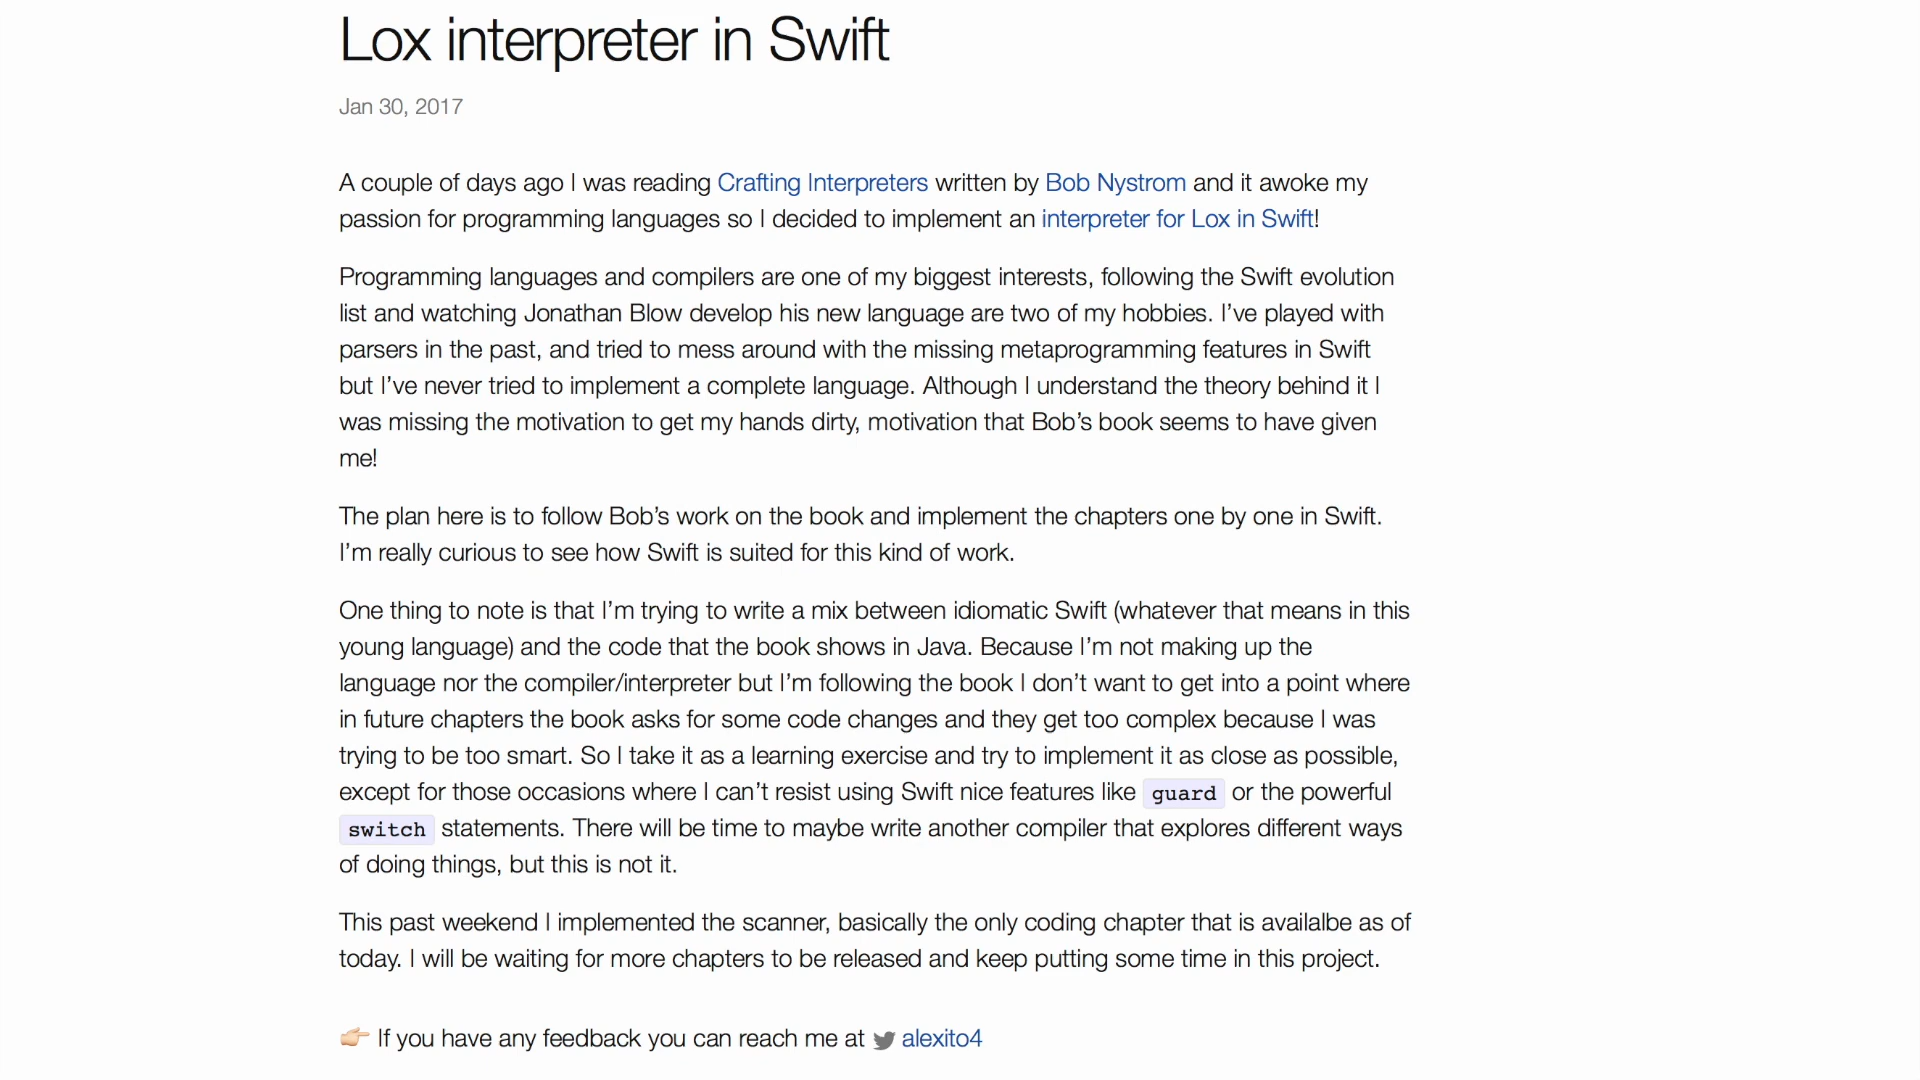 Lox interpreter in Swift
Jan 30, 2017
A couple of days ago I was reading Crafting Interpreters written by Bob Nystrom and it awoke my
passion for programming languages so I decided to implement an interpreter for Lox in Swift!
Programming languages and compilers are one of my biggest interests, following the Swift evolution
list and watching Jonathan Blow develop his new language are two of my hobbies. I’ve played with
parsers in the past, and tried to mess around with the missing metaprogramming features in Swift
but I’ve never tried to implement a complete language. Although I understand the theory behind it I
was missing the motivation to get my hands dirty, motivation that Bob’s book seems to have given
me!
The plan here is to follow Bob’s work on the book and implement the chapters one by one in Swift.
I’m really curious to see how Swift is suited for this kind of work.
One thing to note is that I’m trying to write a mix between idiomatic Swift (whatever that means in this
young language) and the code that the book shows in Java. Because I’m not making up the
language nor the compiler/interpreter but I’m following the book I don’t want to get into a point where
in future chapters the book asks for some code changes and they get too complex because I was
trying to be too smart. So I take it as a learning exercise and try to implement it as close as possible,
except for those occasions where I can’t resist using Swift nice features like guard or the powerful
switch statements. There will be time to maybe write another compiler that explores different ways
of doing things, but this is not it.
This past weekend I implemented the scanner, basically the only coding chapter that is availalbe as of
today. I will be waiting for more chapters to be released and keep putting some time in this project.
👉🏻 If you have any feedback you can reach me at alexito4